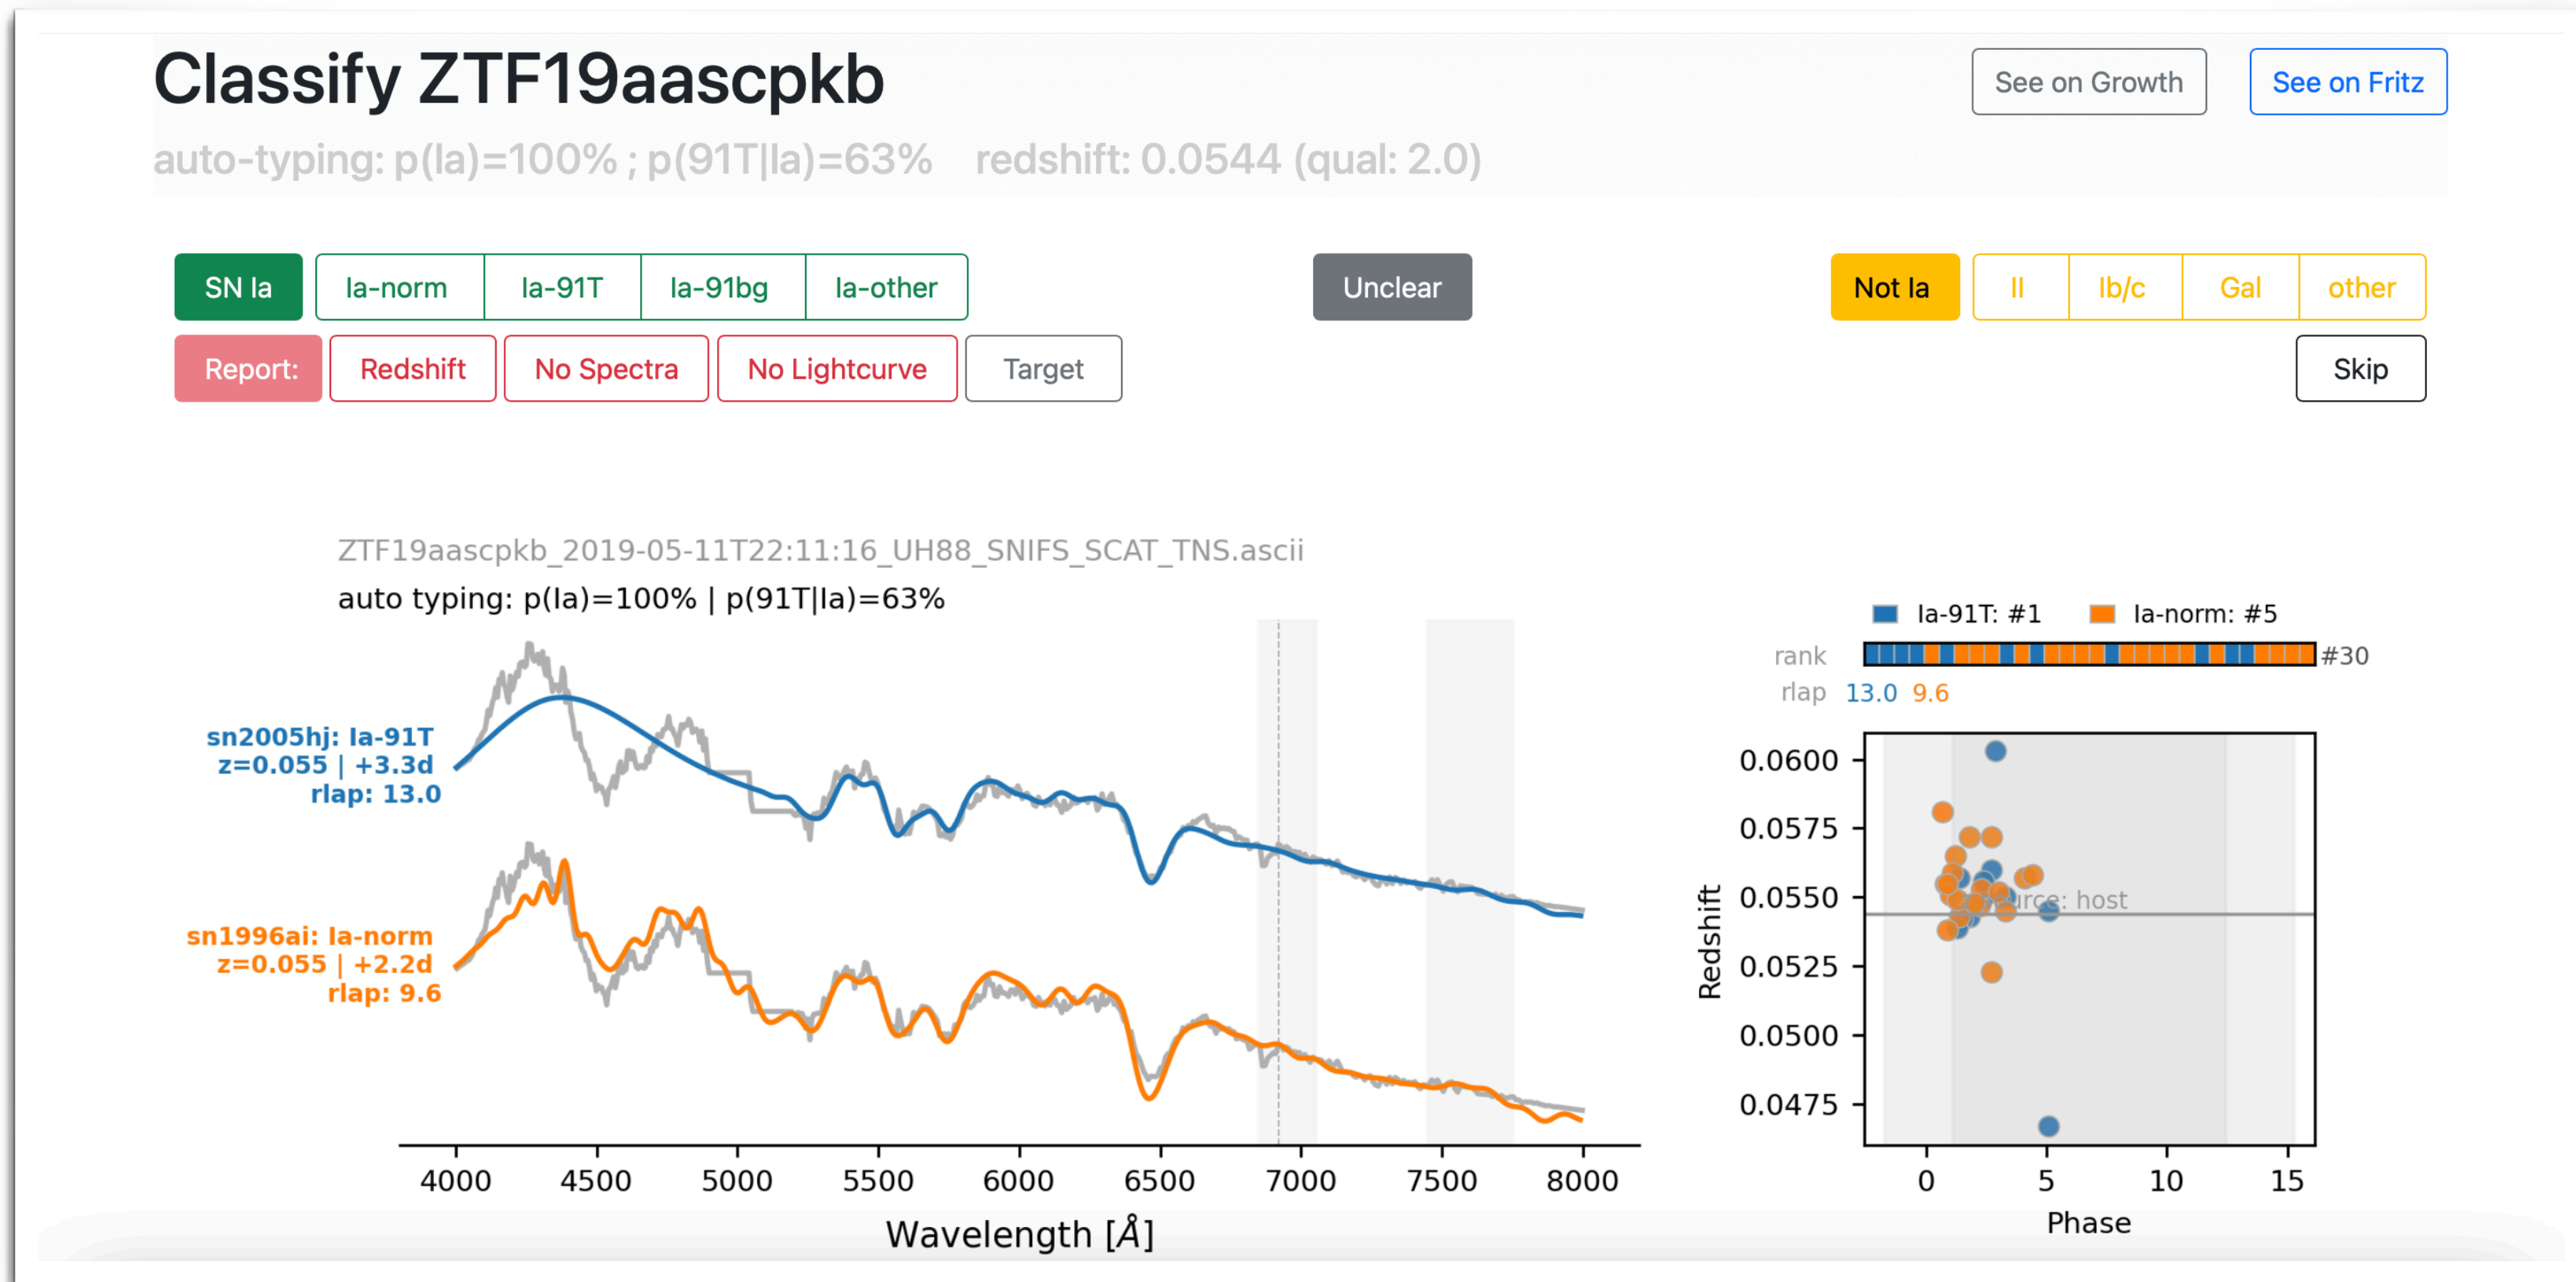 Classify ZTF19aascpkb
See on Growth
See on Fritz
auto-typing: p(Ia)=100% ; p(91T|Ia)=63% redshift: 0.0544 (qual: 2.0)
SN Ia
Ia-norm
Ia-91T
Ia-91bg
Ia-other
Unclear
Not Ia
II
Ib/c
Gal
other
Report:
Redshift
No Spectra
No Lightcurve
Target
Skip
ZTF19aascpkb_2019-05-11T22:11:16_UH88_SNIFS_SCAT_TNS.ascii
auto typing: p(Ia)=100% | p(91T|Ia)=63%
sn2005hj: Ia-91T
z=0.055 | +3.3d
rlap: 13.0
sn1996ai: Ia-norm
z=0.055 | +2.2d
rlap: 9.6
4000 4500 5000 5500 6000 6500 7000 7500 8000
Wavelength [Å]
Ia-91T: #1
Ia-norm: #5
rank
#30
rlap 13.0 9.6
0.0600
0.0575
0.0550
0.0525
0.0500
0.0475
Redshift
host
0 5 10 15
Phase